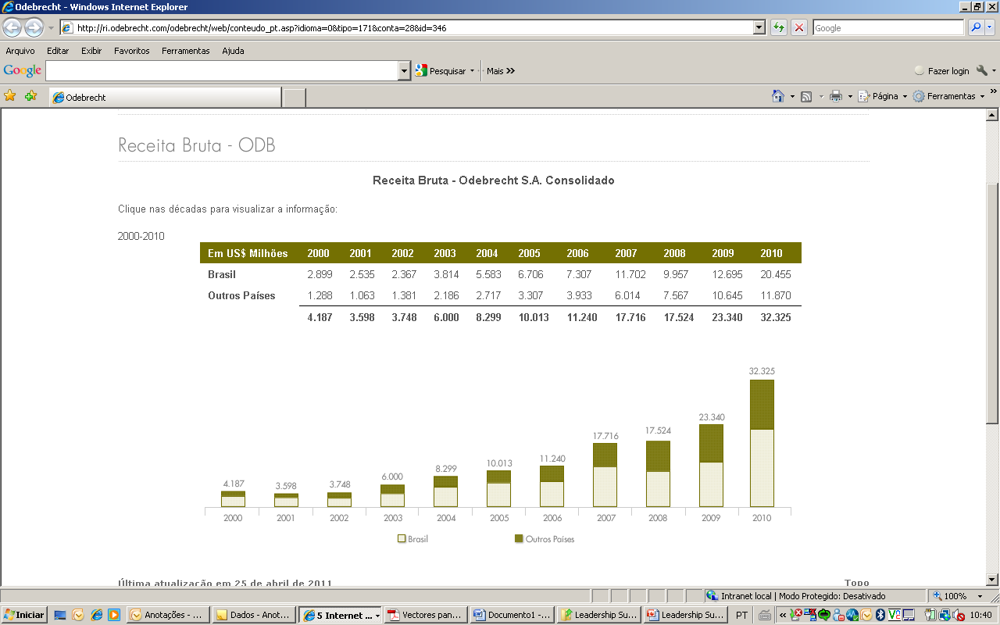 Odebrecht - Windows Internet Explorer
http://ri.odebrecht.com/odebrecht/web/conteudo_pt.asp?idioma=0&tipo=171&conta=28&id=346
Google
Arquivo Editar Exibir Favoritos Ferramentas Ajuda
Google Pesquisar Mais >> Fazer login
Odebrecht Página Ferramentas >>
Receita Bruta - ODB
Receita Bruta - Odebrecht S.A. Consolidado
Clique nas décadas para visualizar a informação:
2000-2010
Em US$ Milhões 2000 2001 2002 2003 2004 2005 2006 2007 2008 2009 2010
Brasil 2.899 2.535 2.367 3.814 5.583 6.706 7.307 11.702 9.957 12.695 20.455
Outros Países 1.288 1.063 1.381 2.186 2.717 3.307 3.933 6.014 7.567 10.645 11.870
4.187 3.598 3.748 6.000 8.299 10.013 11.240 17.716 17.524 23.340 32.325
4.187 3.598 3.748 6.000 8.299 10.013 11.240 17.716 17.524 23.340 32.325
2000 2001 2002 2003 2004 2005 2006 2007 2008 2009 2010
Brasil Outros Países
Última atualização em 25 de abril de 2011 Topo
Intranet local | Modo Protegido: Desativado 100%
Iniciar Anotações - ... Dados - Anot... 5 Internet ... Vectores pan... Documento1 -... Leadership Su... Leadership Su... PT 10:40